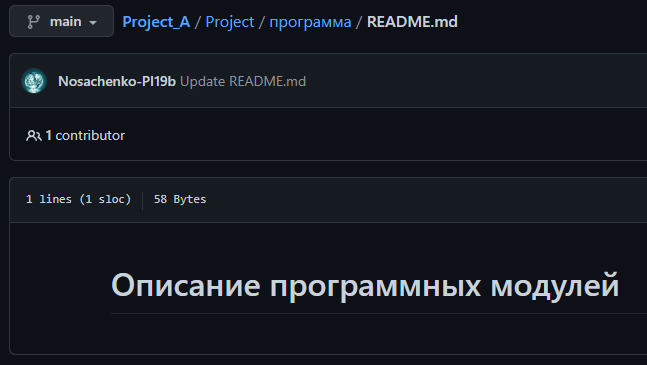 main Project_A / Project / программа / README.md
Nosachenko-PI19b Update README.md
1 contributor
1 lines (1 sloc) 58 Bytes
Описание программных модулей